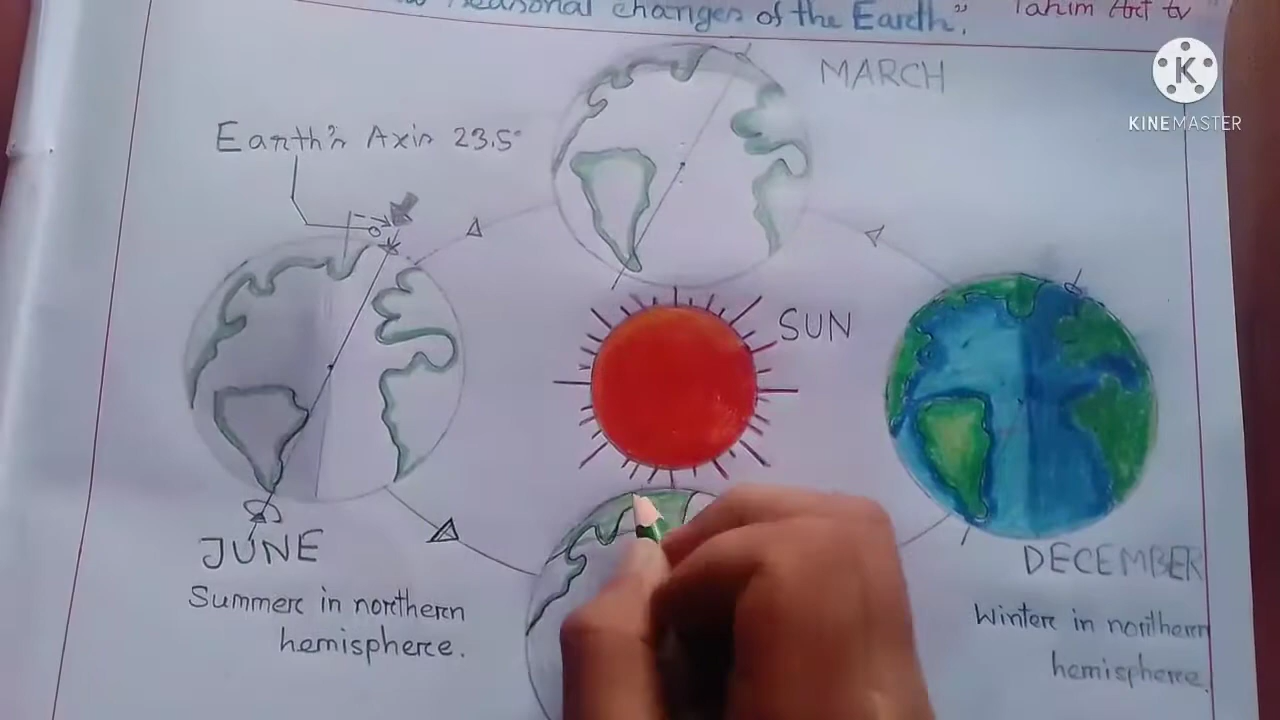 Seasonal changes of the Earth". Tahim Art tv
MARCH
KINEMASTER
Earth's Axis 23.5°
SUN
JUNE
Summer in northern
hemisphere.
DECEMBER
Winter in northern
hemisphere.